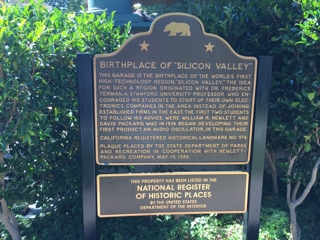 BIRTHPLACE OF "SILICON VALLEY"
THIS GARAGE IS THE BIRTHPLACE OF THE WORLD'S FIRST
HIGH-TECHNOLOGY REGION, "SILICON VALLEY." THE IDEA
FOR SUCH A REGION ORIGINATED WITH DR. FREDERICK
TERMAN, A STANFORD UNIVERSITY PROFESSOR WHO EN-
COURAGED HIS STUDENTS TO START UP THEIR OWN ELEC-
TRONICS COMPANIES IN THE AREA INSTEAD OF JOINING
ESTABLISHED FIRMS IN THE EAST. THE FIRST TWO STUDENTS
TO FOLLOW HIS ADVICE WERE WILLIAM R. HEWLETT AND
DAVID PACKARD, WHO IN 1938 BEGAN DEVELOPING THEIR
FIRST PRODUCT, AN AUDIO OSCILLATOR, IN THIS GARAGE.
CALIFORNIA REGISTERED HISTORICAL LANDMARK NO. 976
PLAQUE PLACED BY THE STATE DEPARTMENT OF PARKS
AND RECREATION IN COOPERATION WITH HEWLETT-
PACKARD COMPANY, MAY 19, 1989.
THIS PROPERTY HAS BEEN LISTED IN THE
NATIONAL REGISTER
OF HISTORIC PLACES
BY THE UNITED STATES
DEPARTMENT OF THE INTERIOR